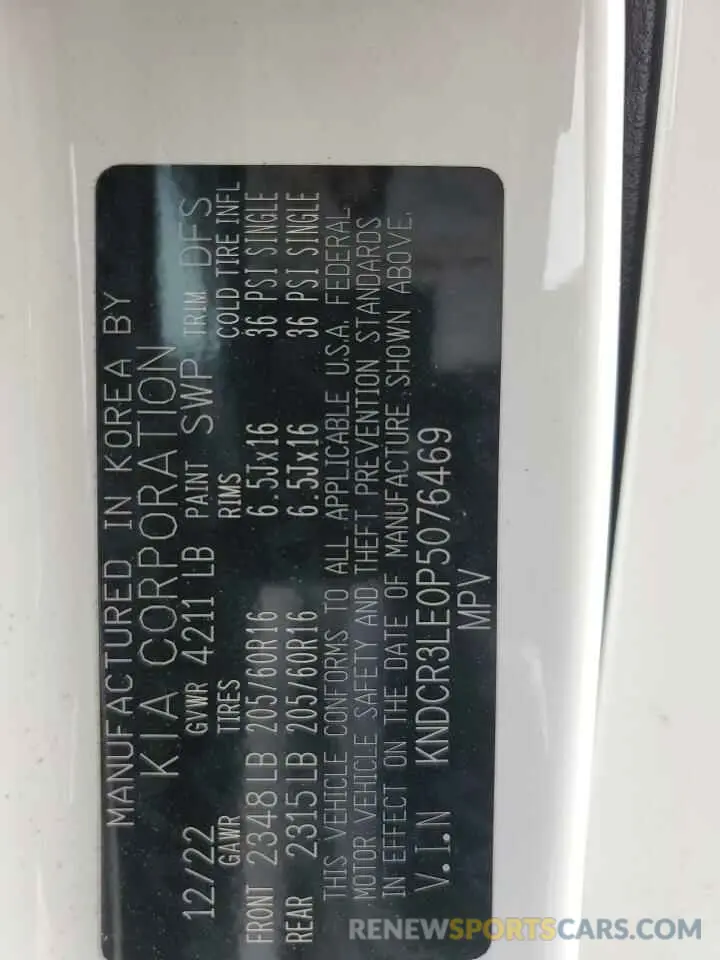 MANUFACTURED IN KOREA BY
KIA CORPORATION
12/22 GVWR 4211 LB PAINT SWP TRIM DFS
GAWR TIRES RIMS COLD TIRE INFL
FRONT 2348LB 205/60R16 6.5Jx16 36 PSI SINGLE
REAR 2315LB 205/60R16 6.5Jx16 36 PSI SINGLE
THIS VEHICLE CONFORMS TO ALL APPLICABLE U.S.A. FEDERAL
MOTOR VEHICLE SAFETY AND THEFT PREVENTION STANDARDS
IN EFFECT ON THE DATE OF MANUFACTURE SHOWN ABOVE.
V.I.N KNDCR3LE0P5076469
MPV
RENEWSPORTSCARS.COM